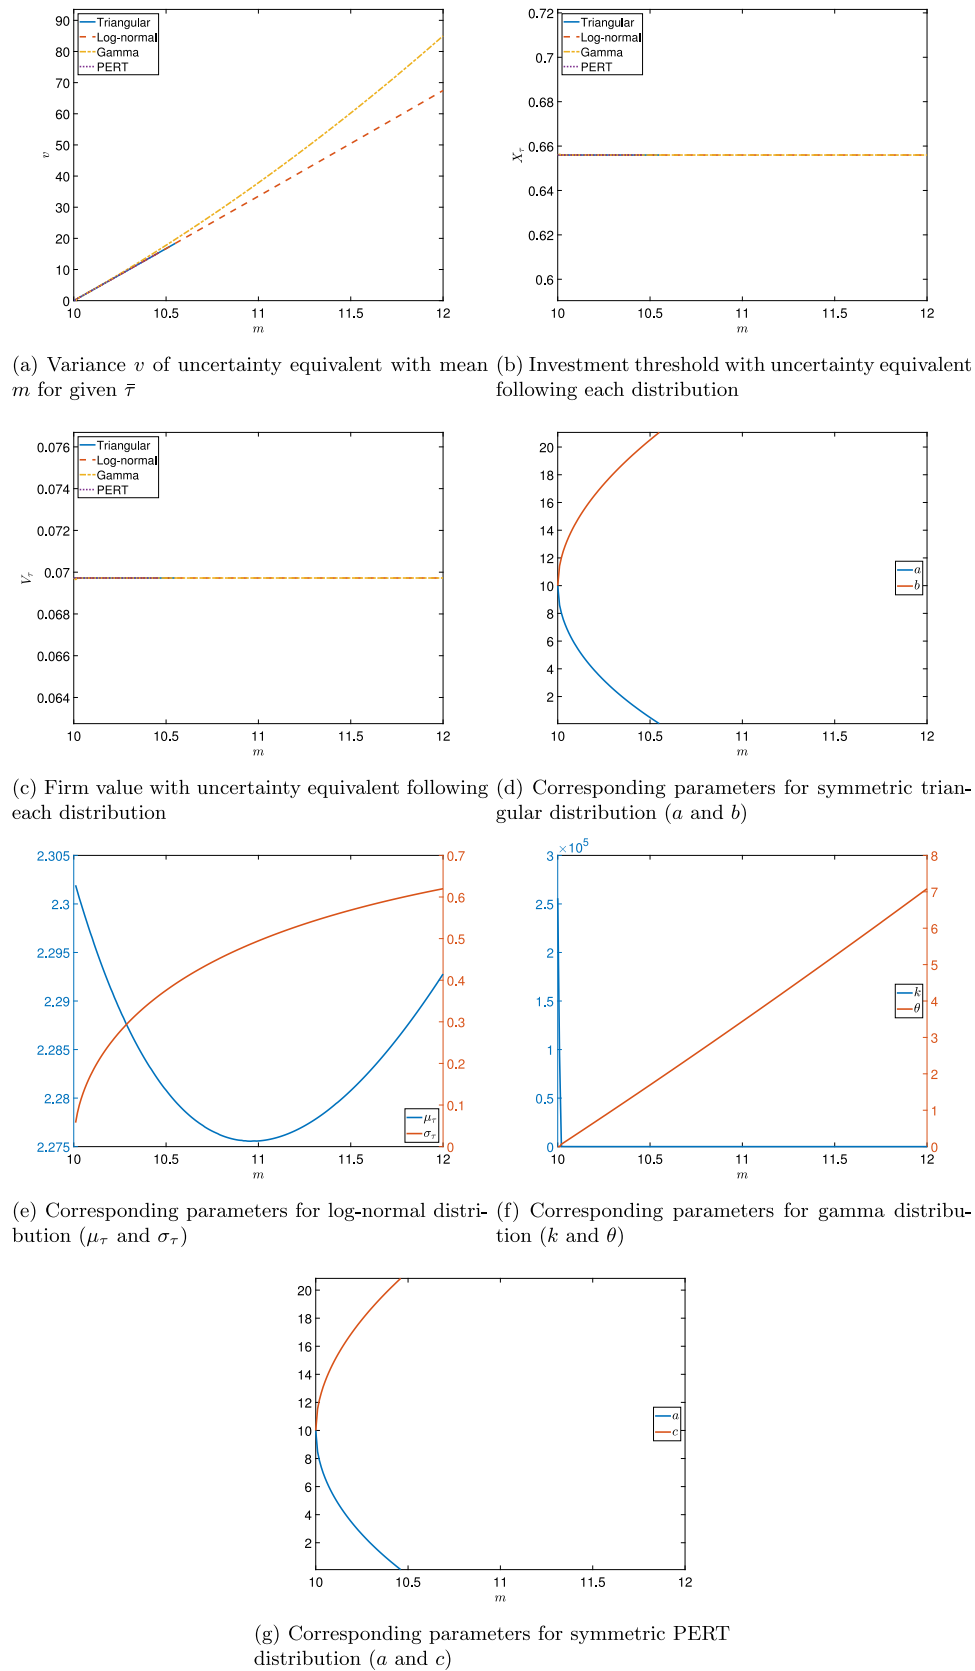 Triangular
Log-normal
Gamma
PERT
90
80
70
60
50
40
30
20
10
0
v
10 10.5 11 11.5 12
m
(a) Variance v of uncertainty equivalent with mean
m for given τ̄
Triangular
Log-normal
Gamma
PERT
0.72
0.7
0.68
0.66
0.64
0.62
0.6
X_τ
10 10.5 11 11.5 12
m
(b) Investment threshold with uncertainty equivalent
following each distribution
Triangular
Log-normal
Gamma
PERT
0.076
0.074
0.072
0.07
0.068
0.066
0.064
V_τ
10 10.5 11 11.5 12
m
(c) Firm value with uncertainty equivalent following
each distribution
20
18
16
14
12
10
8
6
4
2
a
b
10 10.5 11 11.5 12
m
(d) Corresponding parameters for symmetric trian-
gular distribution (a and b)
2.305
2.3
2.295
2.29
2.285
2.28
2.275
0.7
0.6
0.5
0.4
0.3
0.2
0.1
0
μ_τ
σ_τ
10 10.5 11 11.5 12
m
(e) Corresponding parameters for log-normal distri-
bution (μ_τ and σ_τ)
×10^5
3
2.5
2
1.5
1
0.5
0
8
7
6
5
4
3
2
1
0
k
θ
10 10.5 11 11.5 12
m
(f) Corresponding parameters for gamma distribu-
tion (k and θ)
20
18
16
14
12
10
8
6
4
2
a
c
10 10.5 11 11.5 12
m
(g) Corresponding parameters for symmetric PERT
distribution (a and c)